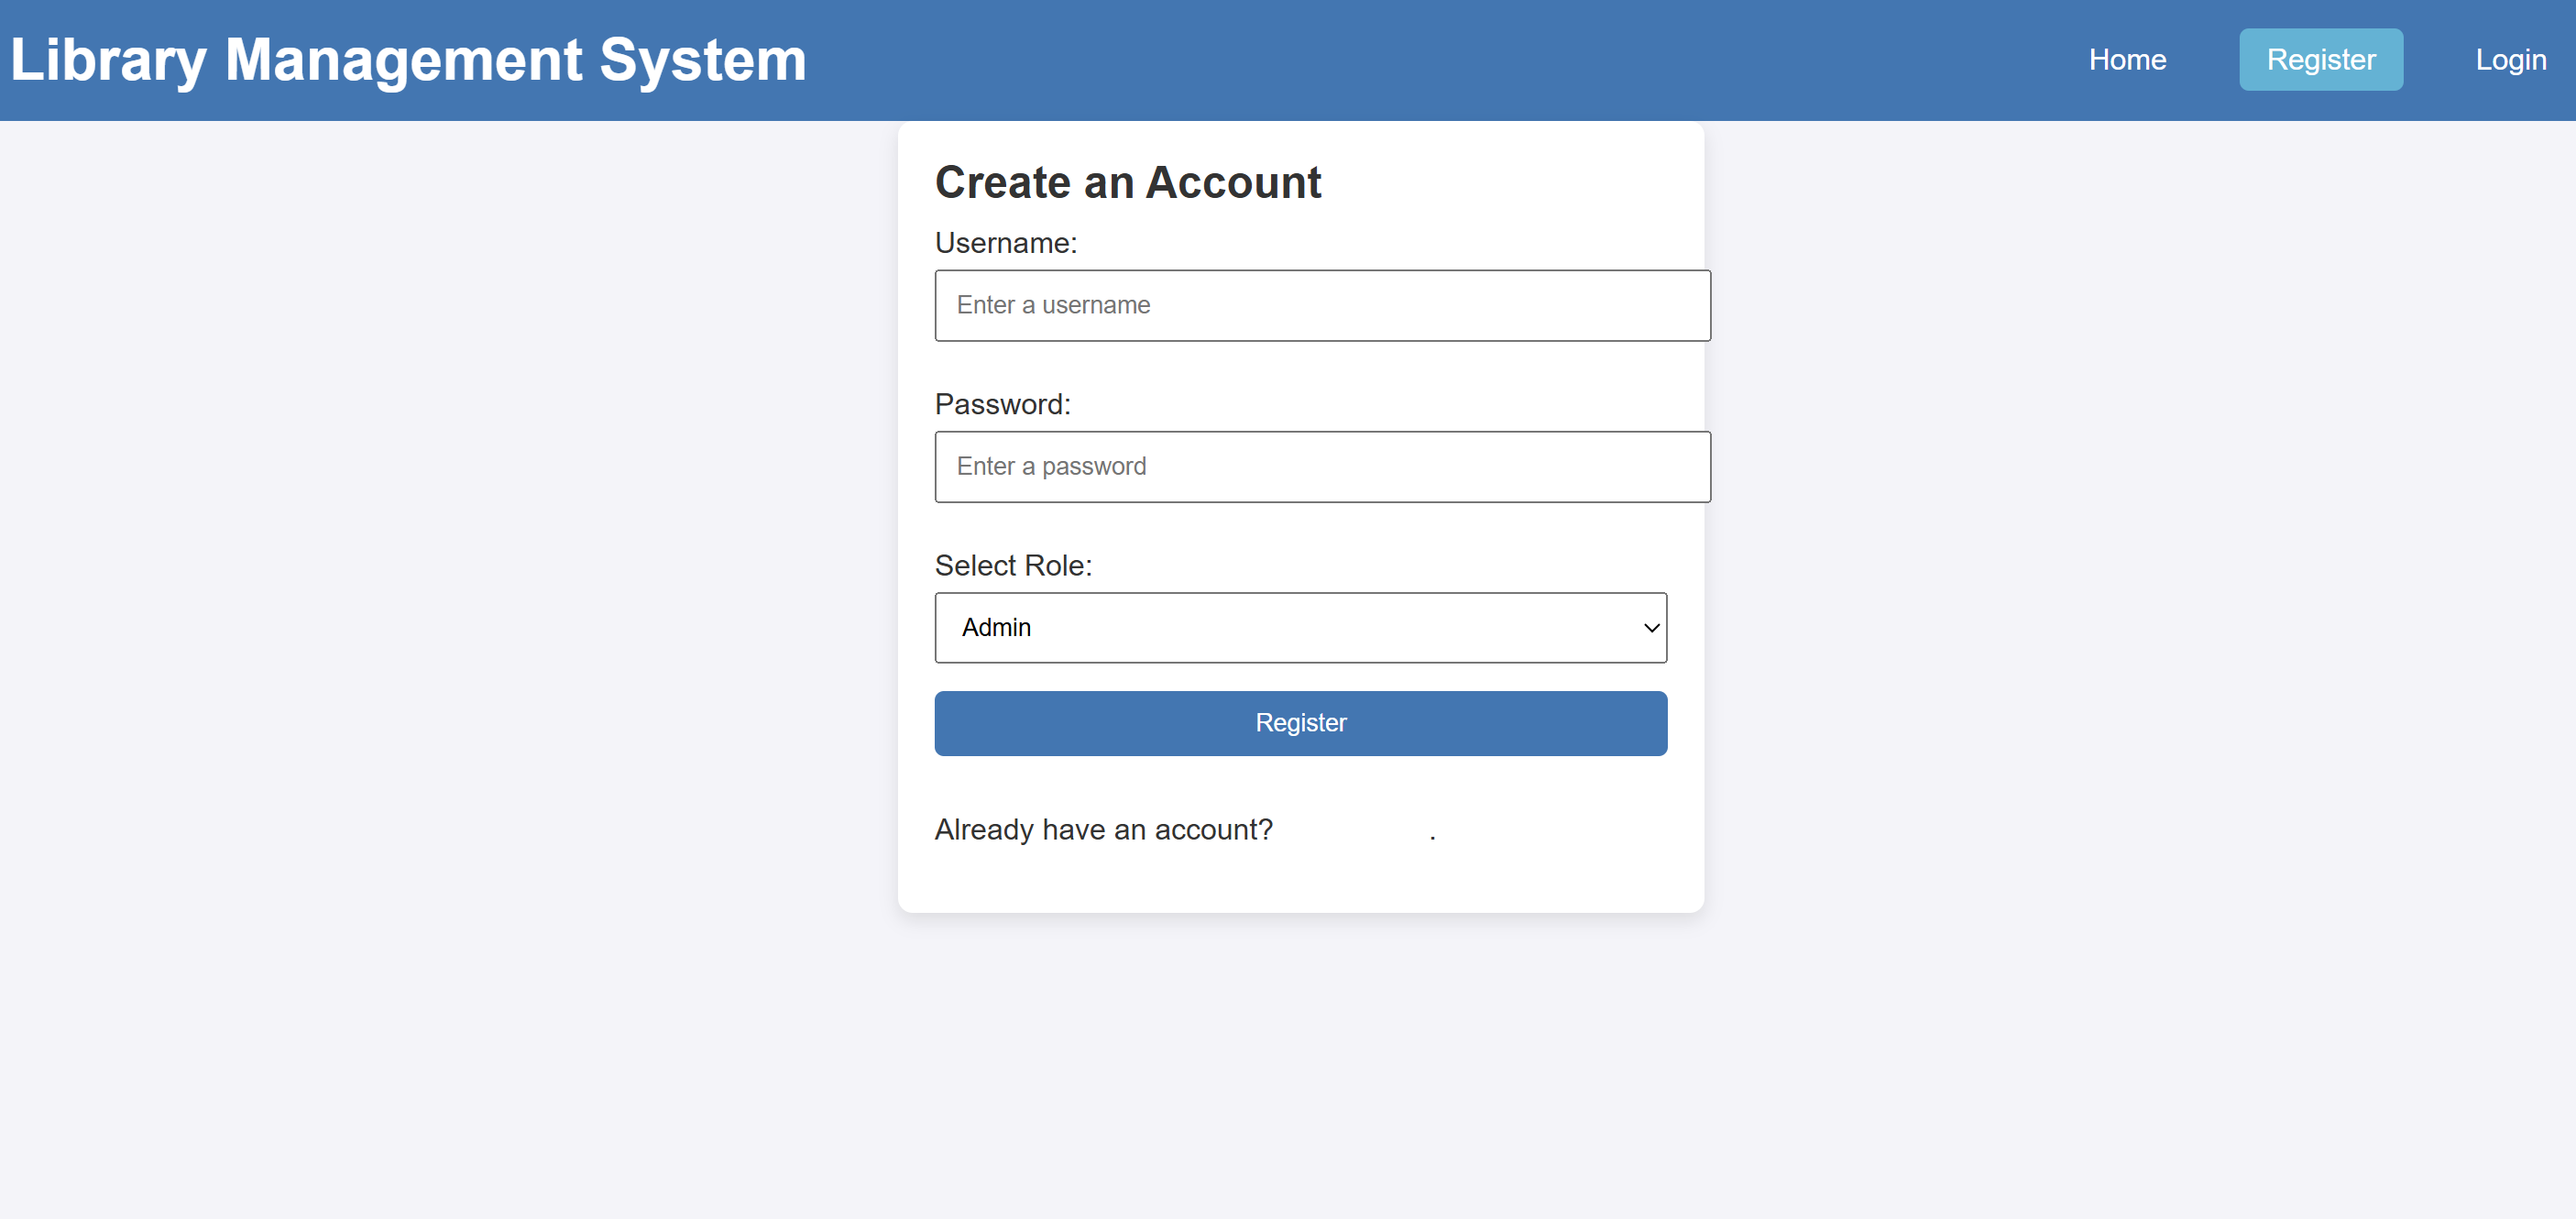 Library Management System
Home
Register
Login
Create an Account
Username:
Enter a username
Password:
Enter a password
Select Role:
Admin
Register
Already have an account? .